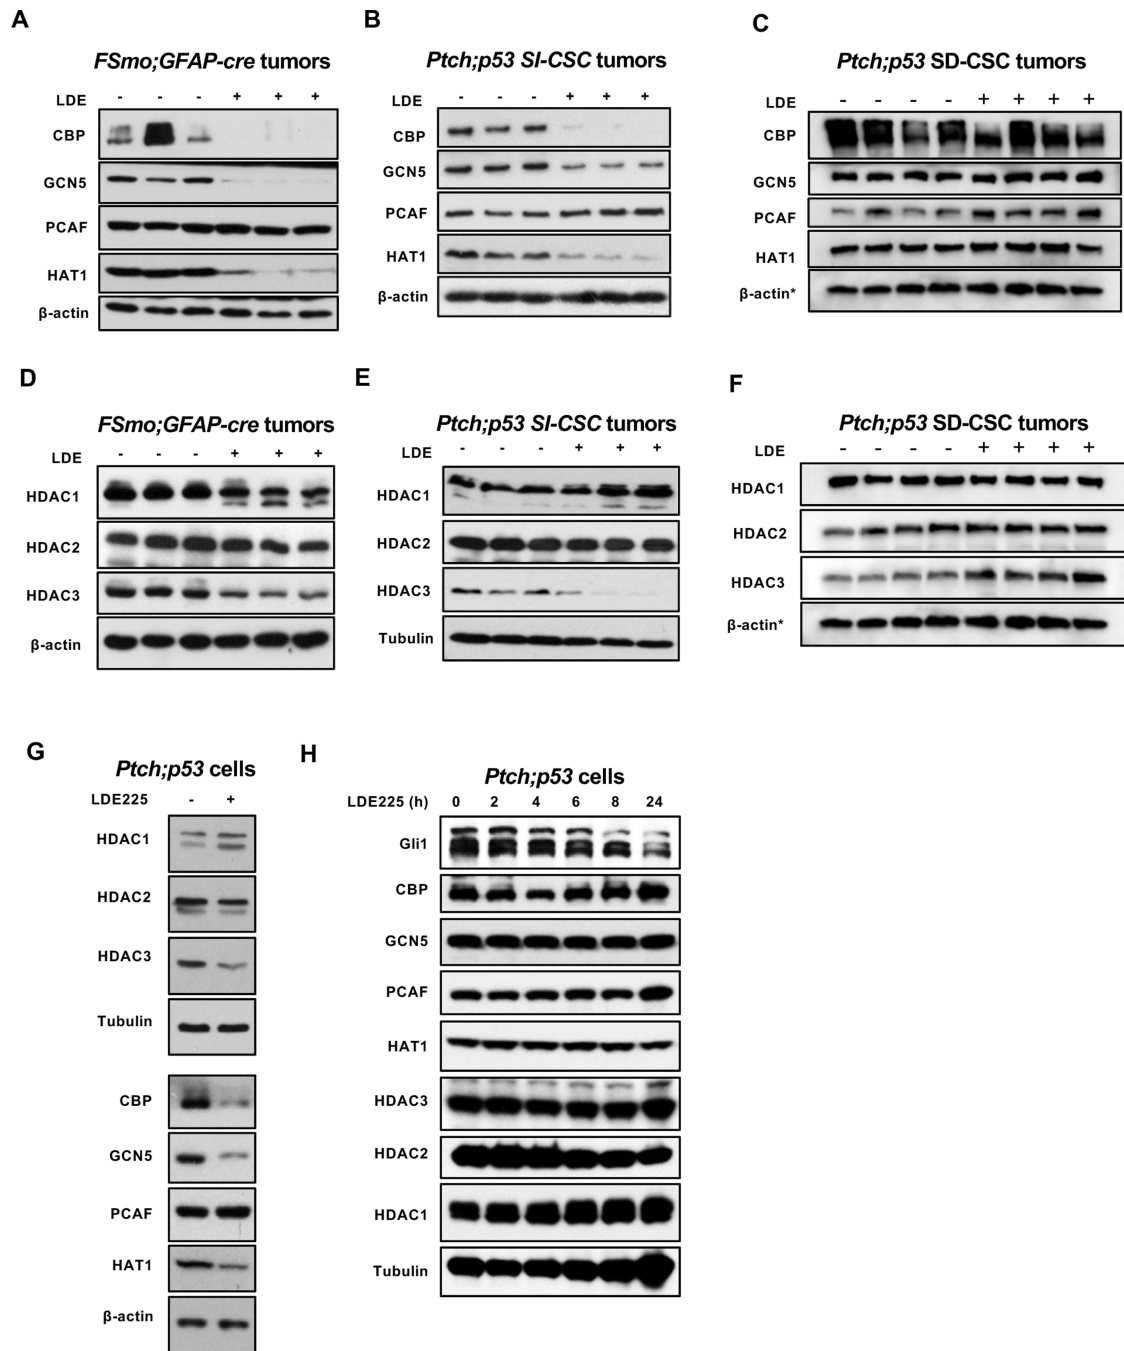 A
FSmo;GFAP-cre tumors
LDE - - - + + +
CBP
GCN5
PCAF
HAT1
β-actin
B
Ptch;p53 SI-CSC tumors
LDE - - - + + +
CBP
GCN5
PCAF
HAT1
β-actin
C
Ptch;p53 SD-CSC tumors
LDE - - - - + + + +
CBP
GCN5
PCAF
HAT1
β-actin*
D
FSmo;GFAP-cre tumors
LDE - - - + + +
HDAC1
HDAC2
HDAC3
β-actin
E
Ptch;p53 SI-CSC tumors
LDE - - - + + +
HDAC1
HDAC2
HDAC3
Tubulin
F
Ptch;p53 SD-CSC tumors
LDE - - - - + + + +
HDAC1
HDAC2
HDAC3
β-actin*
G
Ptch;p53 cells
LDE225 - +
HDAC1
HDAC2
HDAC3
Tubulin
CBP
GCN5
PCAF
HAT1
β-actin
H
Ptch;p53 cells
LDE225 (h) 0 2 4 6 8 24
Gli1
CBP
GCN5
PCAF
HAT1
HDAC3
HDAC2
HDAC1
Tubulin